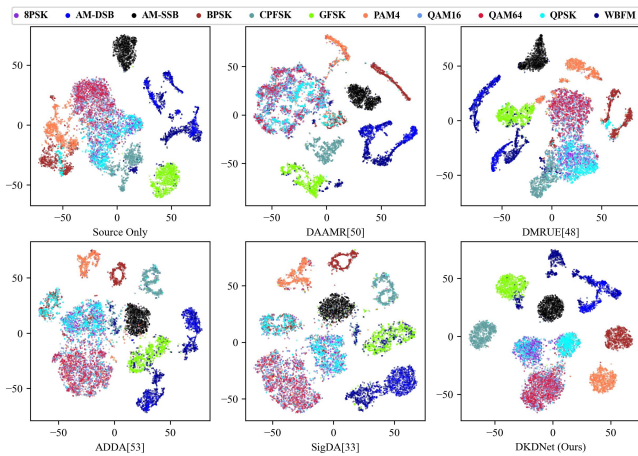 8PSK AM-DSB AM-SSB BPSK CPFSK GFSK PAM4 QAM16 QAM64 QPSK WBFM
50
0
−50
−50 0 50
Source Only
50
0
−50
−50 0 50
DAAMR[50]
50
0
−50
−50 0 50
DMRUE[48]
50
0
−50
−50 0 50
ADDA[53]
50
0
−50
−50 0 50
SigDA[33]
50
0
−50
−50 0 50
DKDNet (Ours)